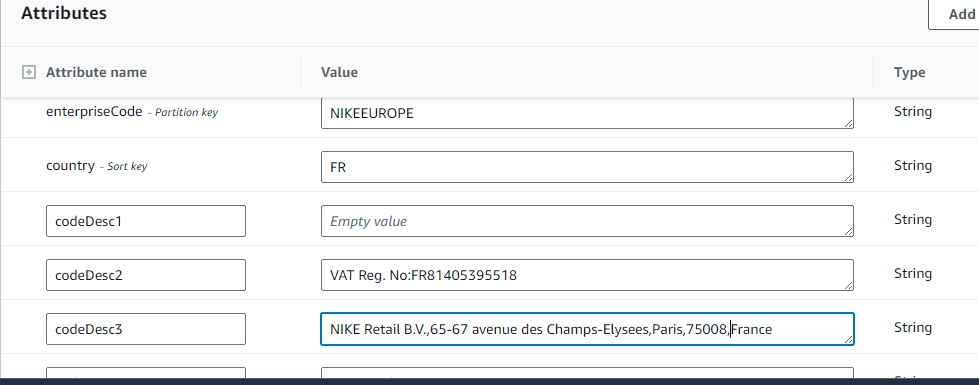 Attributes
Add
Attribute name Value Type
enterpriseCode - Partition key NIKEEUROPE String
country - Sort key FR String
codeDesc1 Empty value String
codeDesc2 VAT Reg. No:FR81405395518 String
codeDesc3 NIKE Retail B.V.,65-67 avenue des Champs-Elysees,Paris,75008,France String